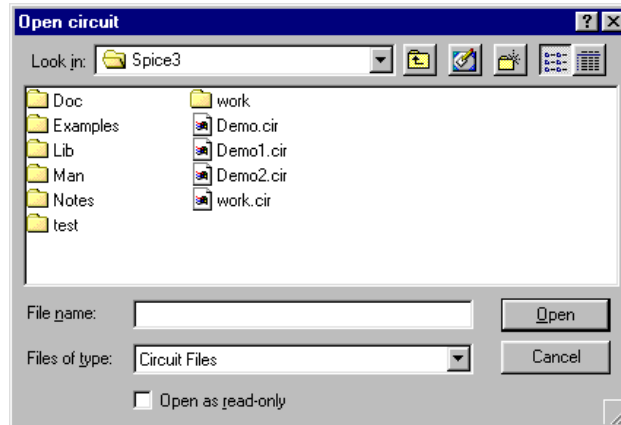 Open circuit
Look in: Spice3
Doc
Examples
Lib
Man
Notes
test
work
Demo.cir
Demo1.cir
Demo2.cir
work.cir
File name:
Open
Files of type: Circuit Files
Cancel
Open as read-only